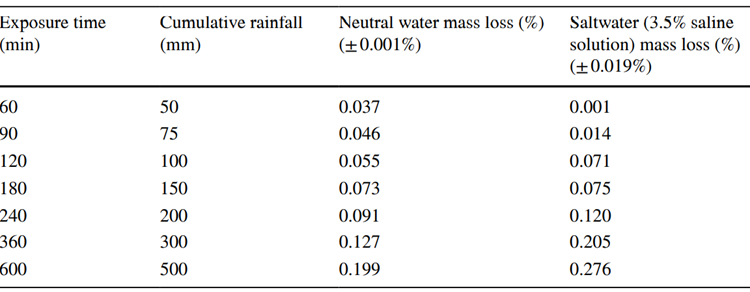 Exposure time Cumulative rainfall Neutral water mass loss (%) Saltwater (3.5% saline
(min) (mm) (±0.001%) solution) mass loss (%)
(±0.019%)
60 50 0.037 0.001
90 75 0.046 0.014
120 100 0.055 0.071
180 150 0.073 0.075
240 200 0.091 0.120
360 300 0.127 0.205
600 500 0.199 0.276